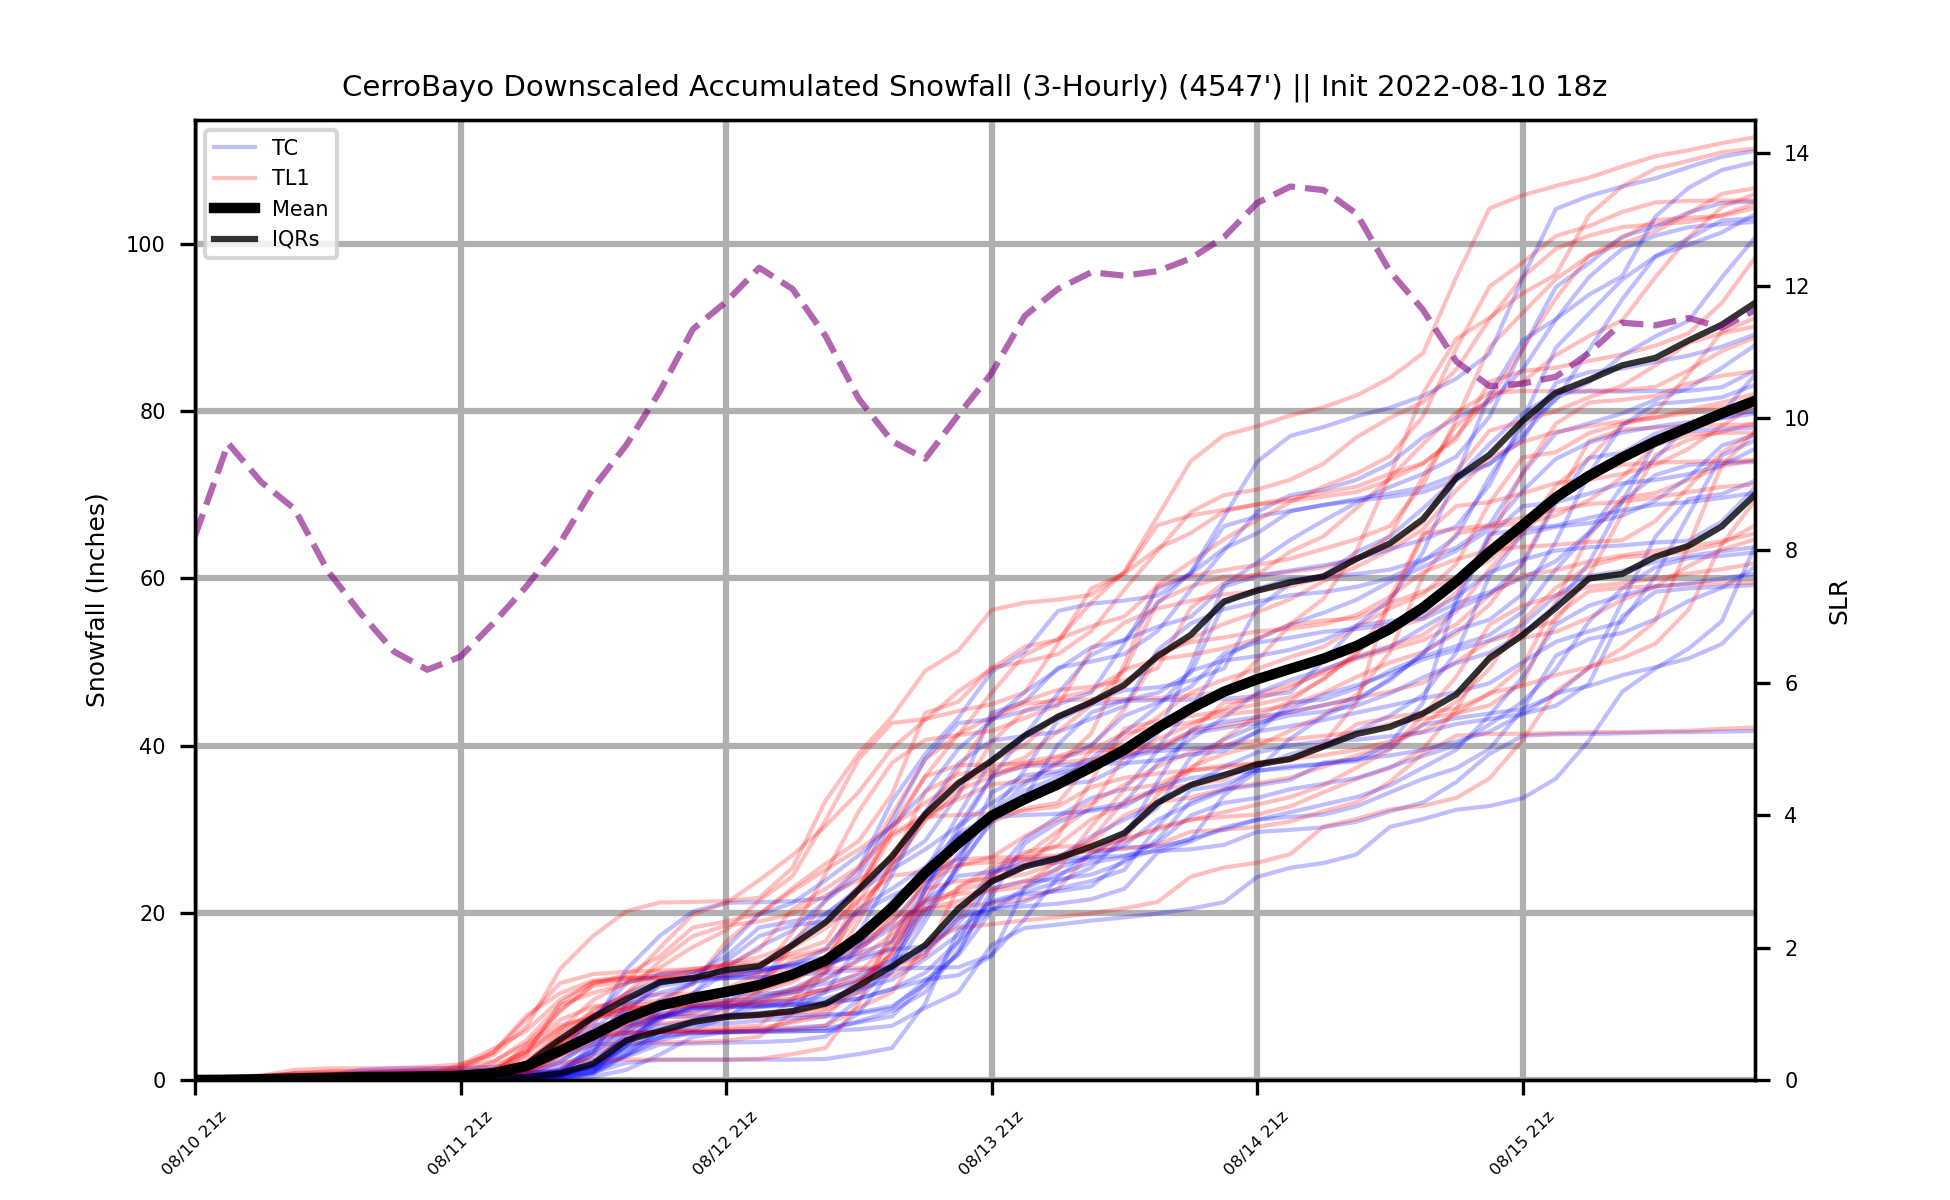 CerroBayo Downscaled Accumulated Snowfall (3-Hourly) (4547') || Init 2022-08-10 18z
TC
TL1
Mean
IQRs
Snowfall (Inches)
100
80
60
40
20
0
SLR
14
12
10
8
6
4
2
0
08/10 21z
08/11 21z
08/12 21z
08/13 21z
08/14 21z
08/15 21z